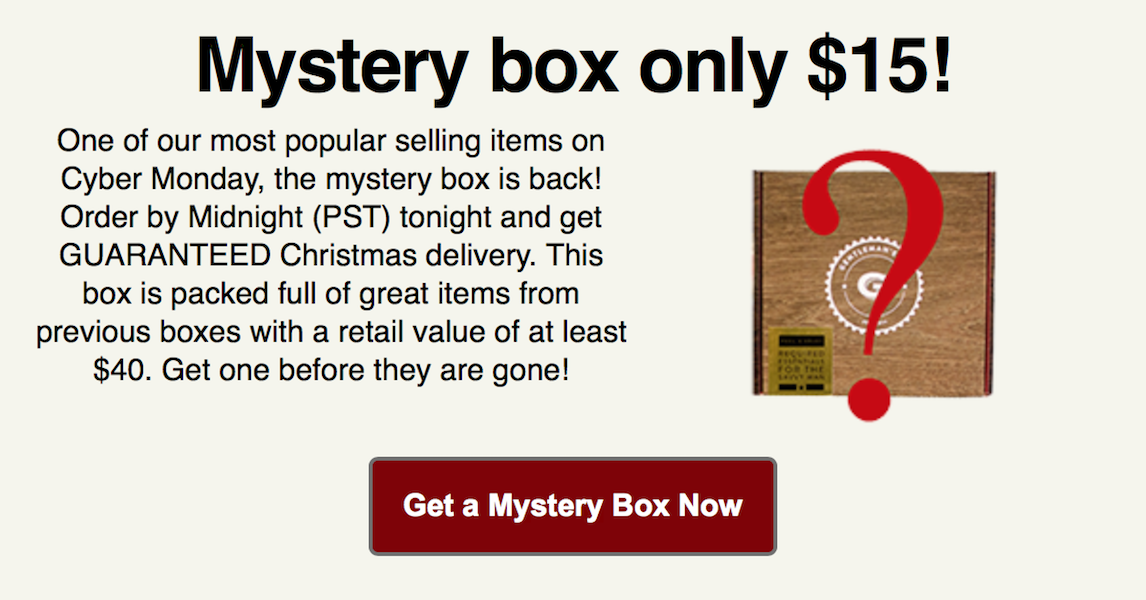 Mystery box only $15!
One of our most popular selling items on
Cyber Monday, the mystery box is back!
Order by Midnight (PST) tonight and get
GUARANTEED Christmas delivery. This
box is packed full of great items from
previous boxes with a retail value of at least
$40. Get one before they are gone!
GENTLEMAN'S
G
REQUIRED
ESSENTIALS
FOR THE
SAVVY MAN
?
Get a Mystery Box Now